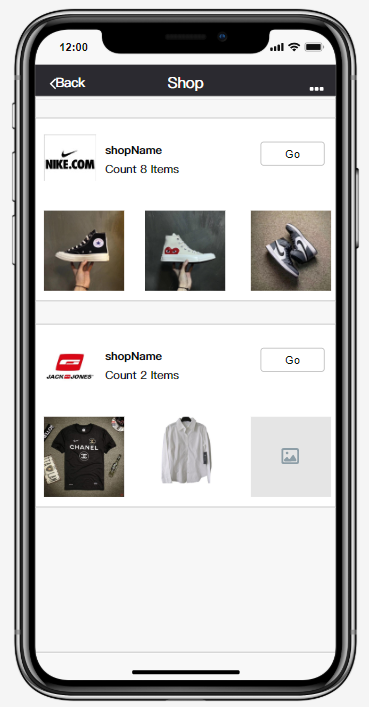 12:00
Back
Shop
NIKE.COM
shopName
Count 8 Items
Go
JACK JONES
shopName
Count 2 Items
Go
CHANEL